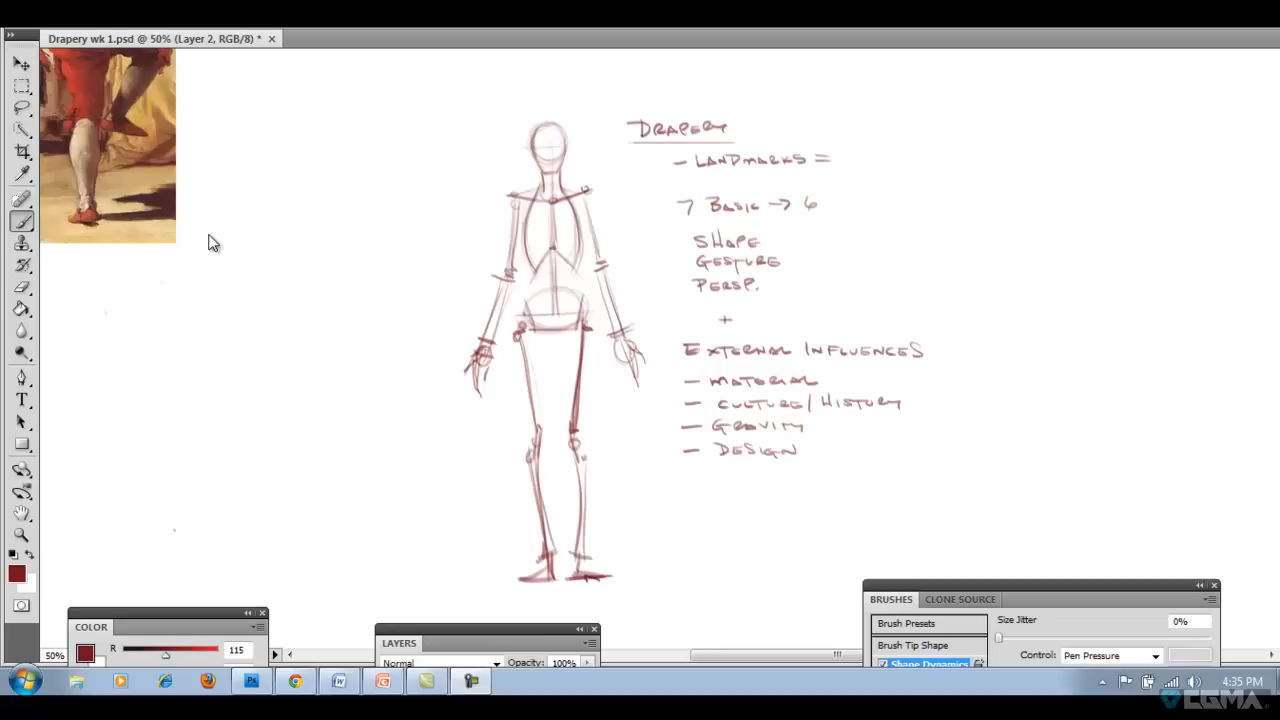 Drapery wk 1.psd @ 50% (Layer 2, RGB/8) * ×
DRAPERY
- LANDMARKS =
7 BASIC → 6
SHAPE
GESTURE
PERSP.
+
EXTERNAL INFLUENCES
- MATERIAL
- CULTURE/HISTORY
- GRAVITY
- DESIGN
COLOR
R 115
50%
LAYERS
Normal Opacity: 100%
BRUSHES CLONE SOURCE
Brush Presets
Brush Tip Shape
Shape Dynamics
Size Jitter 0%
Control: Pen Pressure
4:35 PM
CGMA